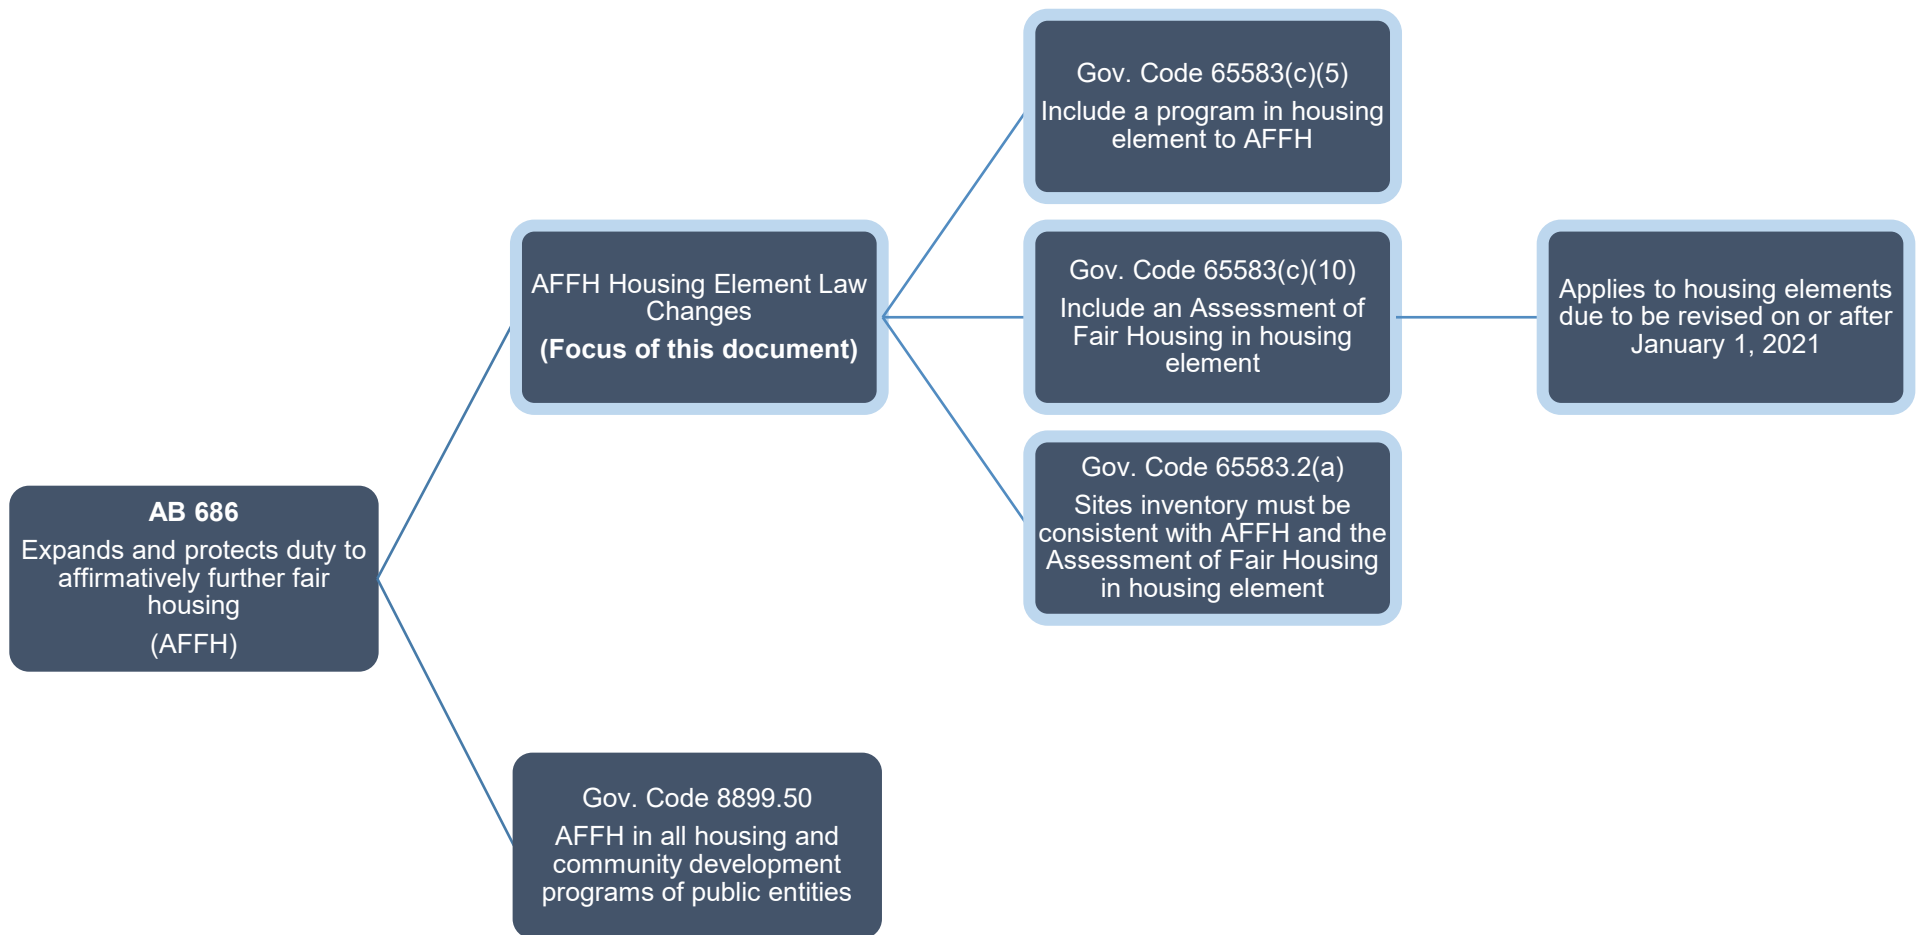 AB 686
Expands and protects duty to
affirmatively further fair
housing
(AFFH)
AFFH Housing Element Law
Changes
(Focus of this document)
Gov. Code 8899.50
AFFH in all housing and
community development
programs of public entities
Gov. Code 65583(c)(5)
Include a program in housing
element to AFFH
Gov. Code 65583(c)(10)
Include an Assessment of
Fair Housing in housing
element
Gov. Code 65583.2(a)
Sites inventory must be
consistent with AFFH and the
Assessment of Fair Housing
in housing element
Applies to housing elements
due to be revised on or after
January 1, 2021